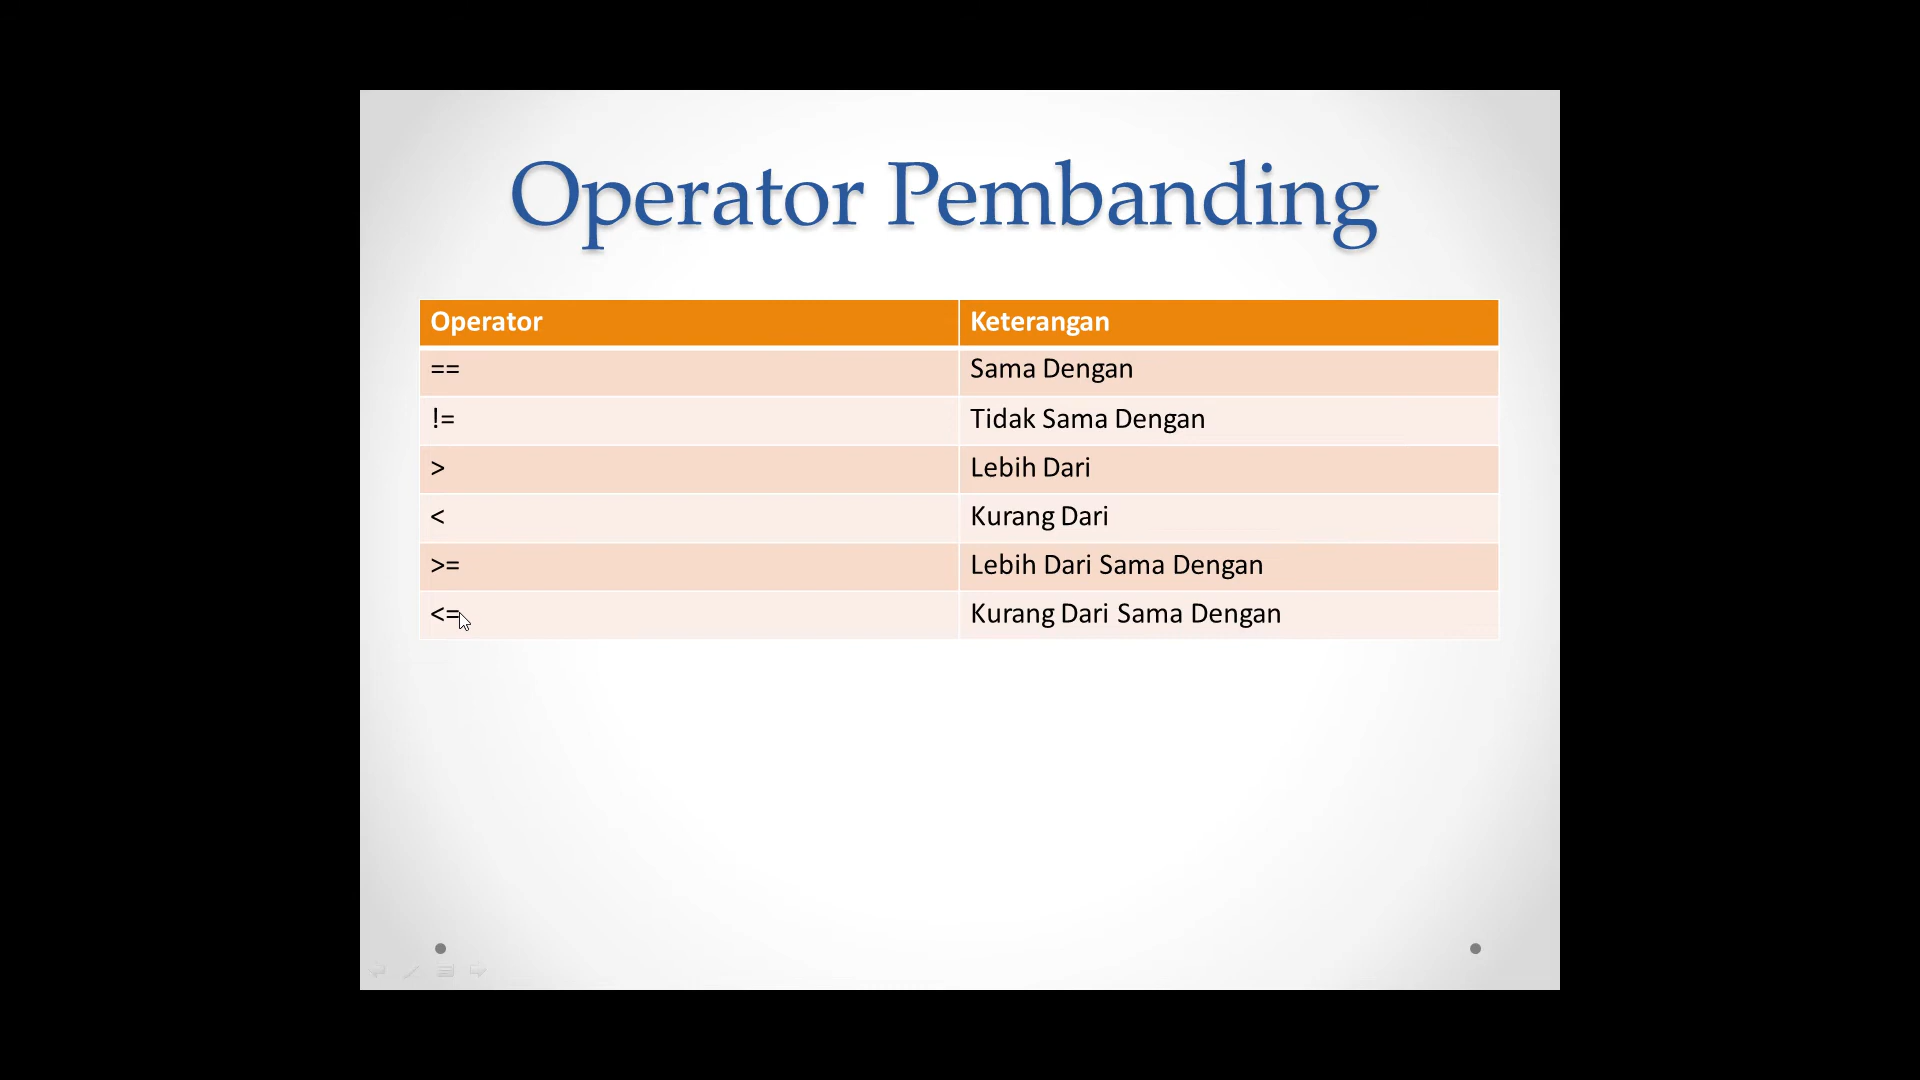 Operator Pembanding
Operator Keterangan
== Sama Dengan
!= Tidak Sama Dengan
> Lebih Dari
< Kurang Dari
>= Lebih Dari Sama Dengan
<= Kurang Dari Sama Dengan